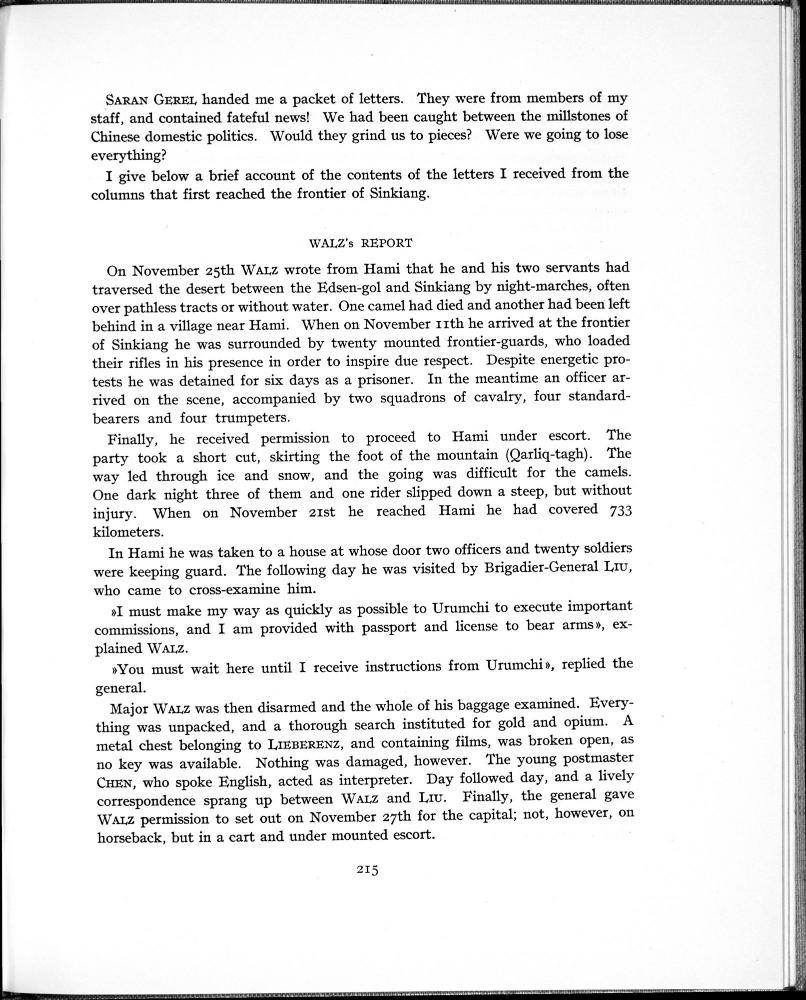 SARAN GEREL handed me a packet of letters. They were from members of my
staff, and contained fateful news! We had been caught between the millstones of
Chinese domestic politics. Would they grind us to pieces? Were we going to lose
everything?
I give below a brief account of the contents of the letters I received from the
columns that first reached the frontier of Sinkiang.
WALZ's REPORT
On November 25th WALZ wrote from Hami that he and his two servants had
traversed the desert between the Edsen-gol and Sinkiang by night-marches, often
over pathless tracts or without water. One camel had died and another had been left
behind in a village near Hami. When on November 11th he arrived at the frontier
of Sinkiang he was surrounded by twenty mounted frontier-guards, who loaded
their rifles in his presence in order to inspire due respect. Despite energetic pro-
tests he was detained for six days as a prisoner. In the meantime an officer ar-
rived on the scene, accompanied by two squadrons of cavalry, four standard-
bearers and four trumpeters.
Finally, he received permission to proceed to Hami under escort. The
party took a short cut, skirting the foot of the mountain (Qarliq-tagh). The
way led through ice and snow, and the going was difficult for the camels.
One dark night three of them and one rider slipped down a steep, but without
injury. When on November 21st he reached Hami he had covered 733
kilometers.
In Hami he was taken to a house at whose door two officers and twenty soldiers
were keeping guard. The following day he was visited by Brigadier-General LIU,
who came to cross-examine him.
»I must make my way as quickly as possible to Urumchi to execute important
commissions, and I am provided with passport and license to bear arms», ex-
plained WALZ.
»You must wait here until I receive instructions from Urumchi», replied the
general.
Major WALZ was then disarmed and the whole of his baggage examined. Every-
thing was unpacked, and a thorough search instituted for gold and opium. A
metal chest belonging to LIEBERENZ, and containing films, was broken open, as
no key was available. Nothing was damaged, however. The young postmaster
CHEN, who spoke English, acted as interpreter. Day followed day, and a lively
correspondence sprang up between WALZ and LIU. Finally, the general gave
WALZ permission to set out on November 27th for the capital; not, however, on
horseback, but in a cart and under mounted escort.
215